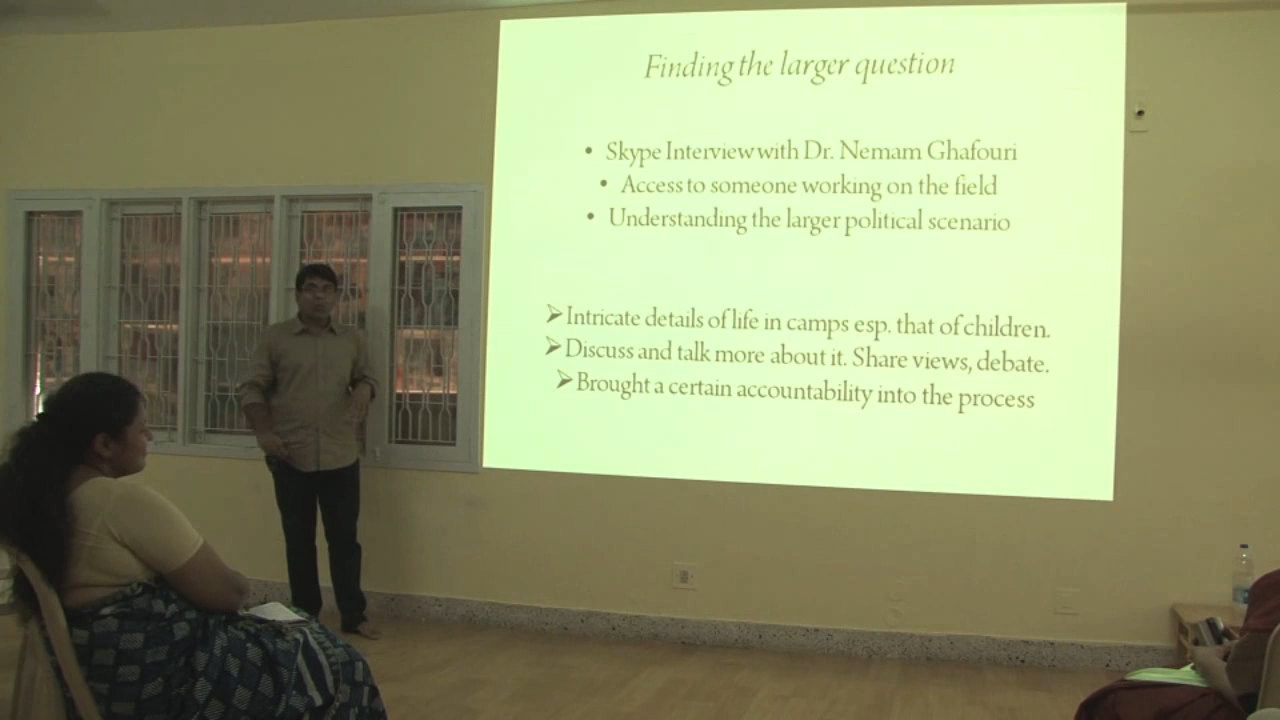 Finding the larger question
• Skype Interview with Dr. Nemam Ghafouri
• Access to someone working on the field
• Understanding the larger political scenario
➢ Intricate details of life in camps esp. that of children.
➢ Discuss and talk more about it. Share views, debate.
➢ Brought a certain accountability into the process